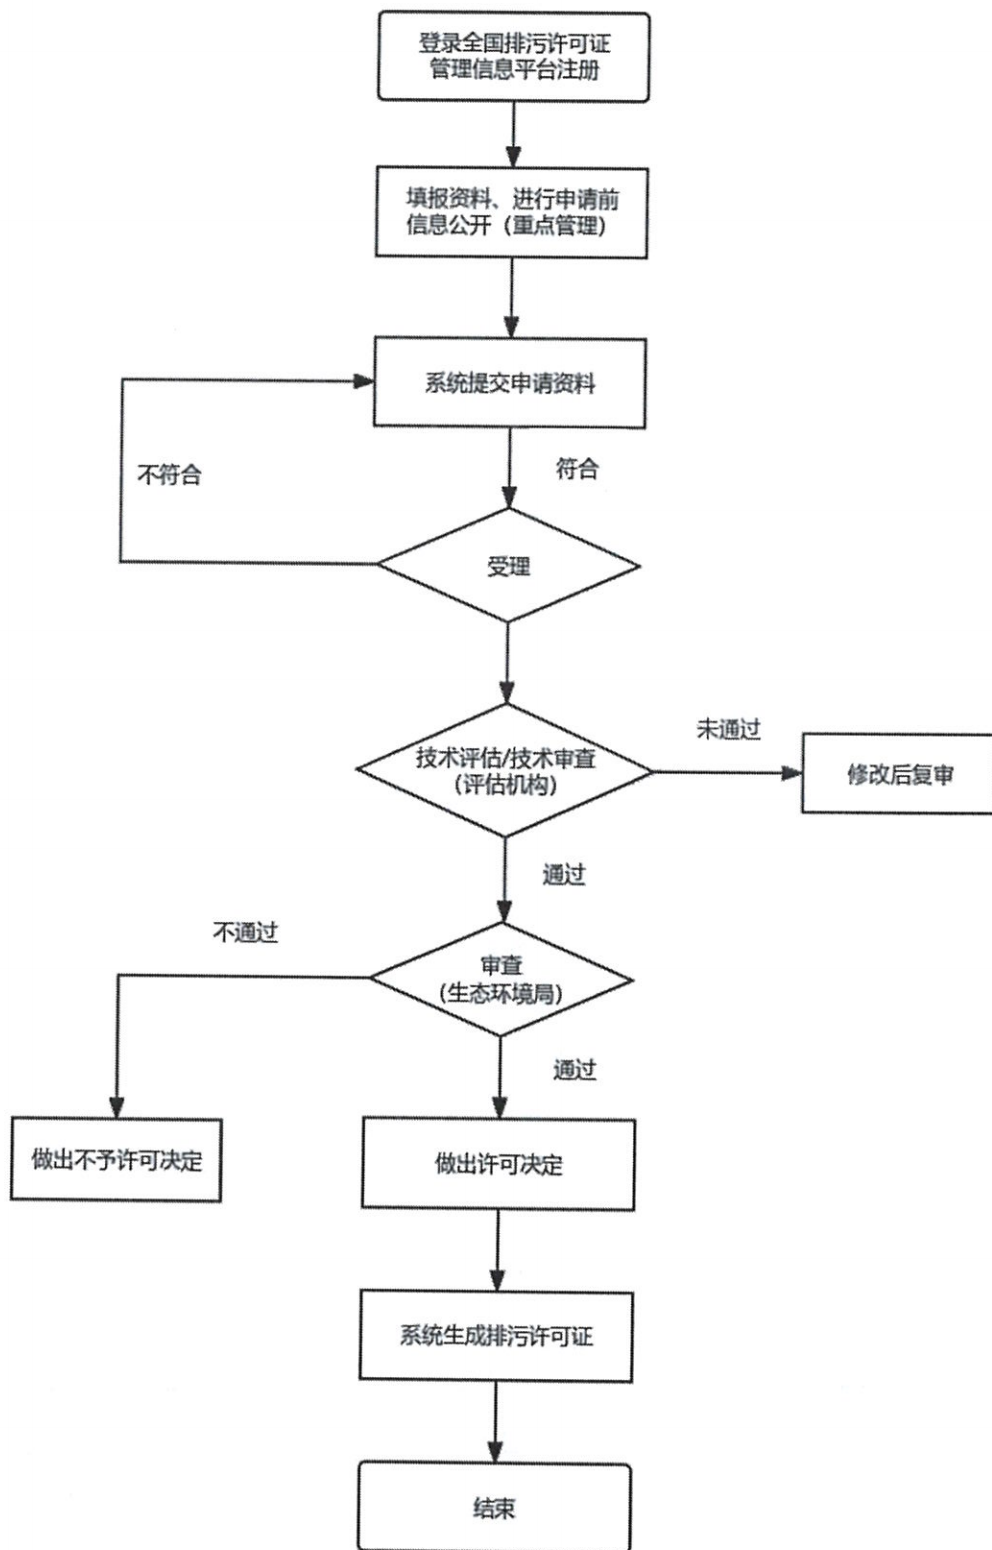 登录全国排污许可证
管理信息平台注册
填报资料、进行申请前
信息公开（重点管理）
系统提交申请资料
不符合
符合
受理
技术评估/技术审查
（评估机构）
未通过
修改后复审
通过
不通过
审查
（生态环境局）
通过
做出不予许可决定
做出许可决定
系统生成排污许可证
结束